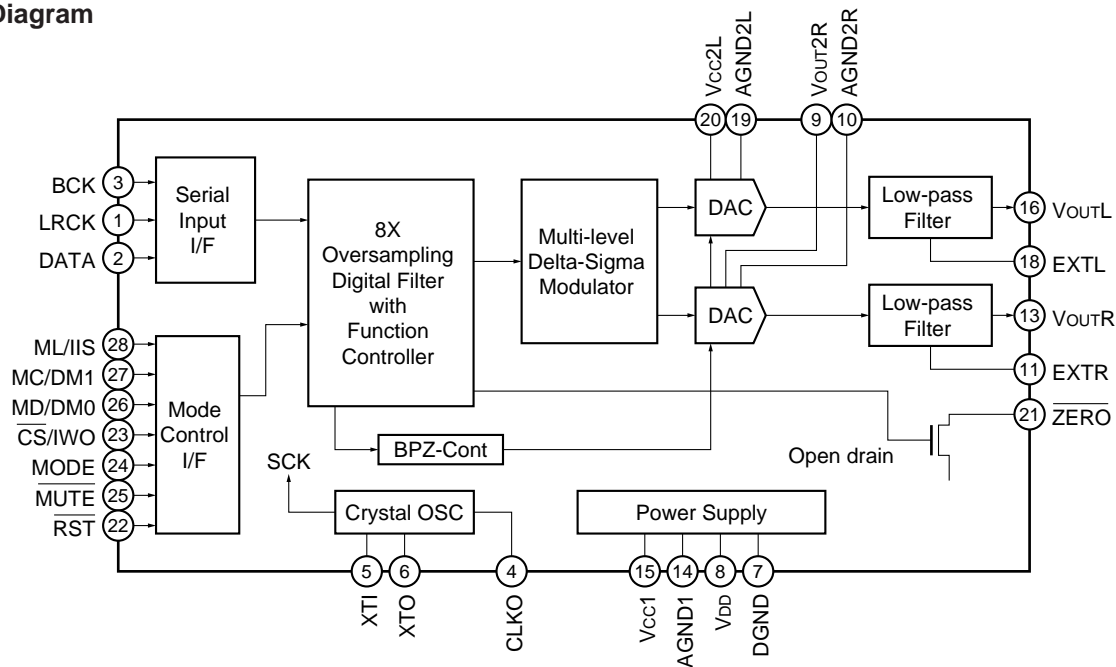 Diagram
VCC2L
AGND2L
VOUT2R
AGND2R
20
19
9
10
BCK
3
LRCK
1
DATA
2
Serial
Input
I/F
8X
Oversampling
Digital Filter
with
Function
Controller
Multi-level
Delta-Sigma
Modulator
DAC
DAC
Low-pass
Filter
16
VOUTL
18
EXTL
Low-pass
Filter
13
VOUTR
11
EXTR
21
ZERO
ML/IIS
28
MC/DM1
27
MD/DM0
26
CS/IWO
23
MODE
24
MUTE
25
RST
22
Mode
Control
I/F
BPZ-Cont
Open drain
SCK
Crystal OSC
Power Supply
5
6
4
15
14
8
7
XTI
XTO
CLKO
VCC1
AGND1
VDD
DGND